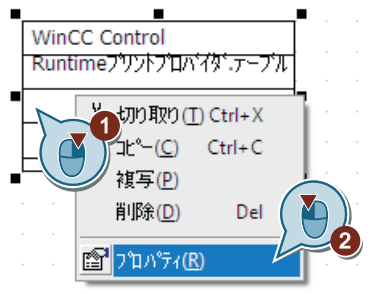 WinCC Control
Runtimeﾌﾟﾘﾝﾄﾌﾟﾛﾊﾞｲﾀﾞ.ﾃｰﾌﾞﾙ
切り取り(T) Ctrl+X
ｺﾋﾟｰ(C) Ctrl+C
複写(P)
削除(D) Del
ﾌﾟﾛﾊﾟﾃｨ(R)
1
2